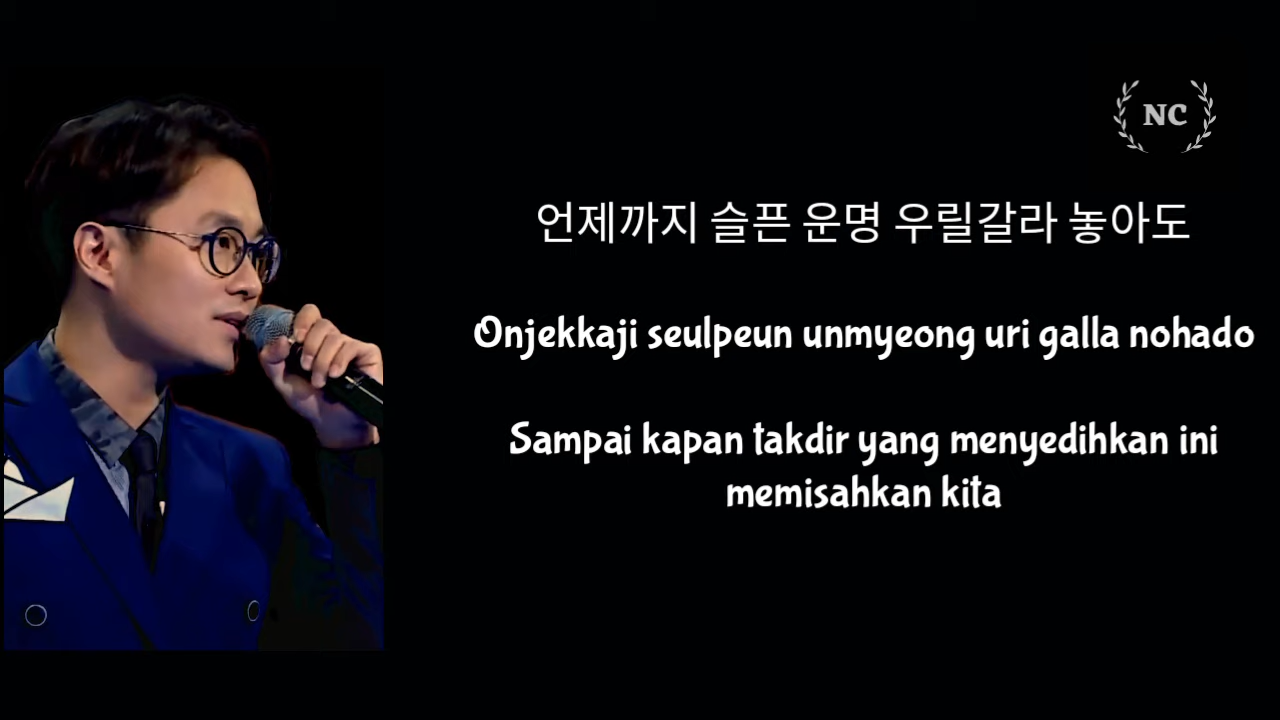 NC
언제까지 슬픈 운명 우릴갈라 놓아도
Onjekkaji seulpeun unmyeong uri galla nohado
Sampai kapan takdir yang menyedihkan ini
memisahkan kita